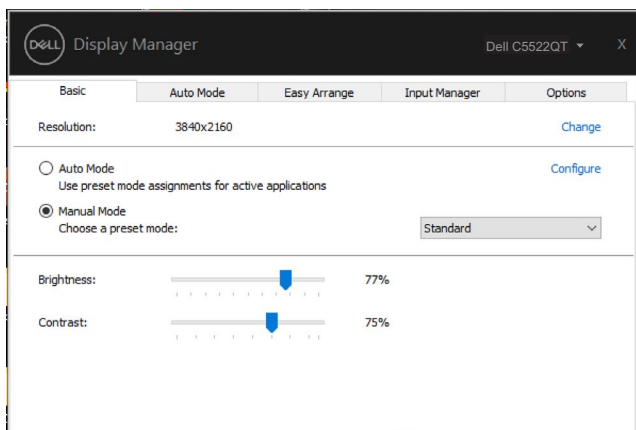 DELL Display Manager Dell C5522QT X
Basic Auto Mode Easy Arrange Input Manager Options
Resolution: 3840x2160 Change
Auto Mode Configure
Use preset mode assignments for active applications
Manual Mode
Choose a preset mode: Standard
Brightness: 77%
Contrast: 75%